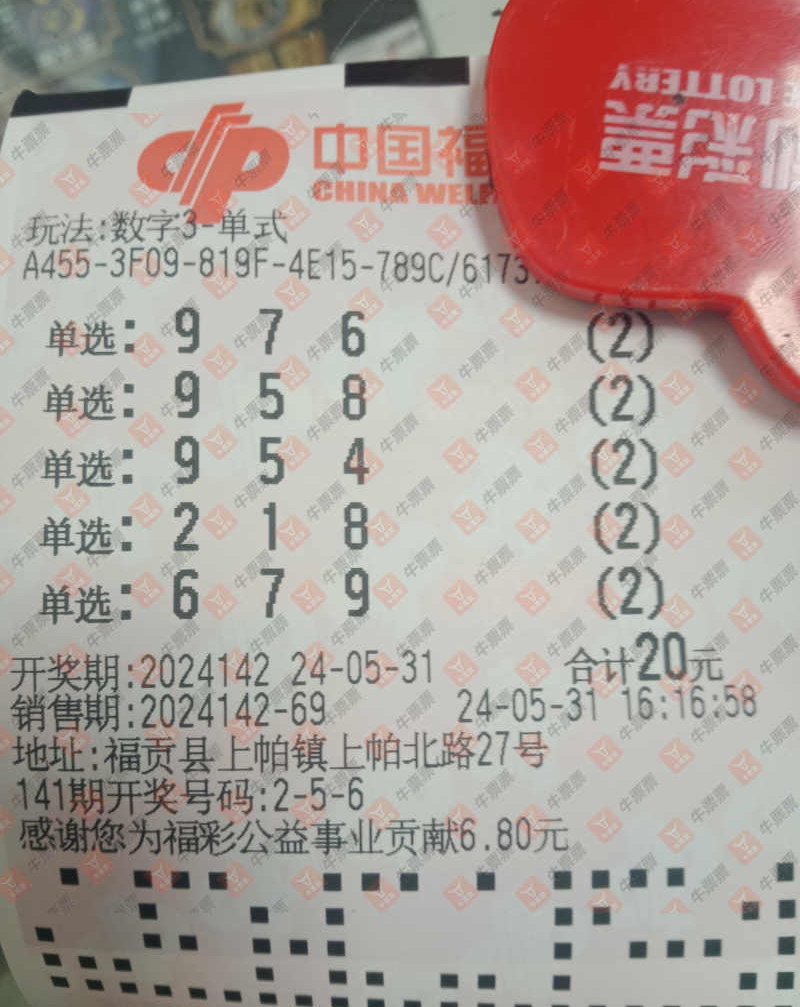 中国福
CHINA WELF
LOTTERY
票
玩法:数字3-单式
A455-3F09-819F-4E15-789C/6173
单选: 9 7 6 (2)
单选: 9 5 8 (2)
单选: 9 5 4 (2)
单选: 2 1 8 (2)
单选: 6 7 9 (2)
开奖期:2024142 24-05-31 合计20元
销售期:2024142-69 24-05-31 16:16:58
地址:福贡县上帕镇上帕北路27号
141期开奖号码:2-5-6
感谢您为福彩公益事业贡献6.80元
牛票票